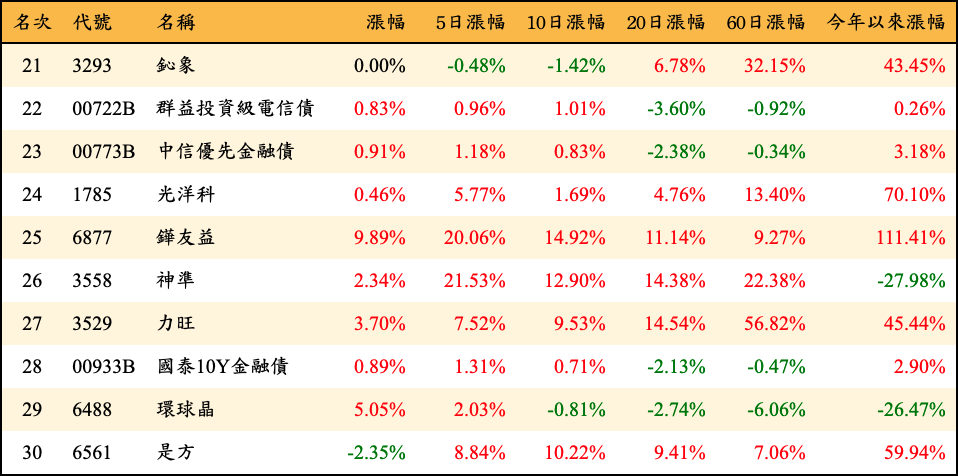 名次 代號 名稱 漲幅 5日漲幅 10日漲幅 20日漲幅 60日漲幅 今年以來漲幅
21 3293 鈊象 0.00% -0.48% -1.42% 6.78% 32.15% 43.45%
22 00722B 群益投資級電信債 0.83% 0.96% 1.01% -3.60% -0.92% 0.26%
23 00773B 中信優先金融債 0.91% 1.18% 0.83% -2.38% -0.34% 3.18%
24 1785 光洋科 0.46% 5.77% 1.69% 4.76% 13.40% 70.10%
25 6877 鏵友益 9.89% 20.06% 14.92% 11.14% 9.27% 111.41%
26 3558 神準 2.34% 21.53% 12.90% 14.38% 22.38% -27.98%
27 3529 力旺 3.70% 7.52% 9.53% 14.54% 56.82% 45.44%
28 00933B 國泰10Y金融債 0.89% 1.31% 0.71% -2.13% -0.47% 2.90%
29 6488 環球晶 5.05% 2.03% -0.81% -2.74% -6.06% -26.47%
30 6561 是方 -2.35% 8.84% 10.22% 9.41% 7.06% 59.94%